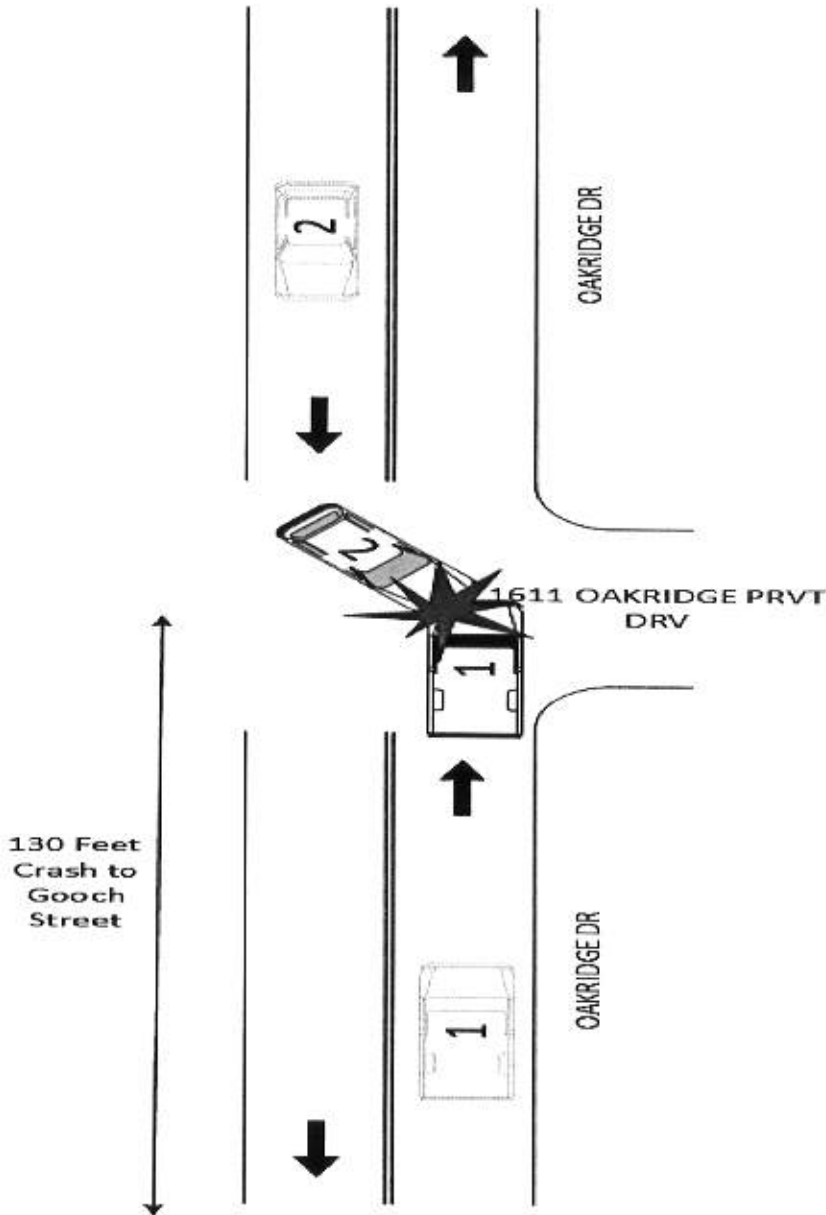 2
OAKRIDGE DR
2
1611 OAKRIDGE PRVT
DRV
1
130 Feet
Crash to
Gooch
Street
OAKRIDGE DR
1